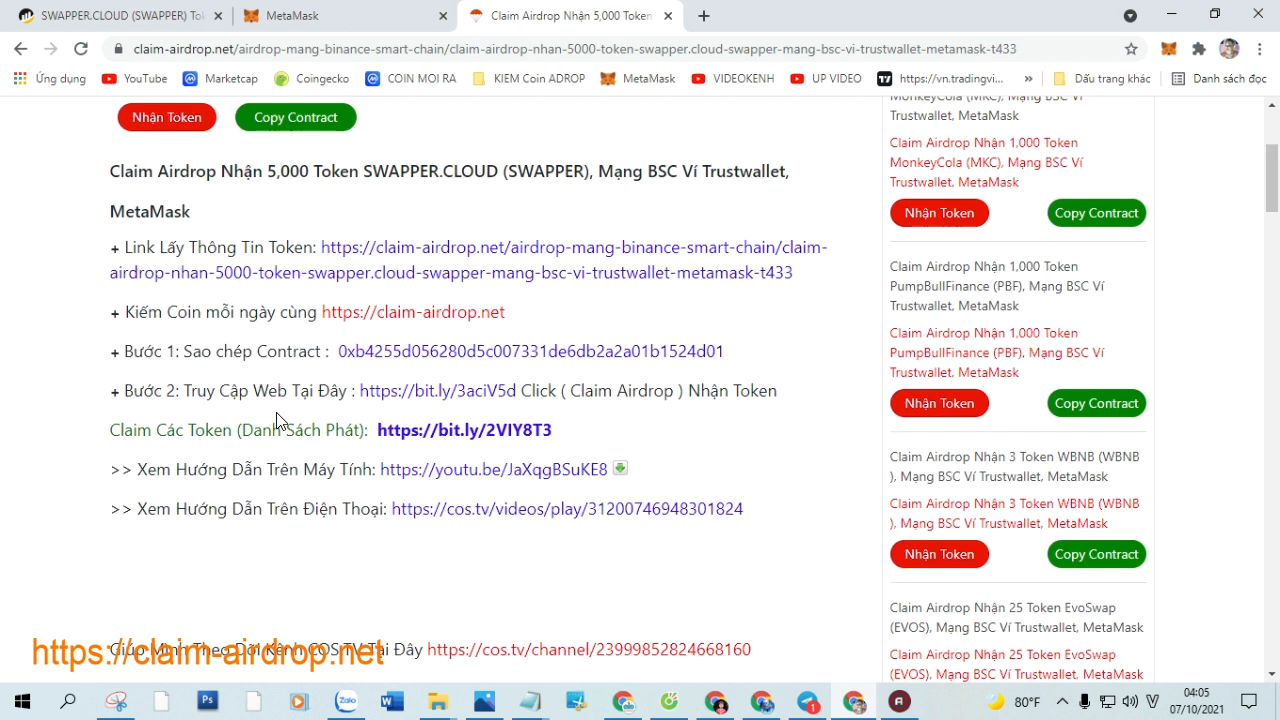 SWAPPER.CLOUD (SWAPPER) Tok
MetaMask
Claim Airdrop Nhận 5,000 Token
claim-airdrop.net/airdrop-mang-binance-smart-chain/claim-airdrop-nhan-5000-token-swapper.cloud-swapper-mang-bsc-vi-trustwallet-metamask-t433
Ứng dụng
YouTube
Marketcap
Coingecko
COIN MOI RA
KIEM Coin ADROP
MetaMask
VIDEOKENH
UP VIDEO
https://vn.tradingvi...
»
Dấu trang khác
Danh sách đọc
Nhận Token
Copy Contract
Claim Airdrop Nhận 5,000 Token SWAPPER.CLOUD (SWAPPER), Mạng BSC Ví Trustwallet,
MetaMask
+ Link Lấy Thông Tin Token: https://claim-airdrop.net/airdrop-mang-binance-smart-chain/claim-
airdrop-nhan-5000-token-swapper.cloud-swapper-mang-bsc-vi-trustwallet-metamask-t433
+ Kiếm Coin mỗi ngày cùng https://claim-airdrop.net
+ Bước 1: Sao chép Contract : 0xb4255d056280d5c007331de6db2a2a01b1524d01
+ Bước 2: Truy Cập Web Tại Đây : https://bit.ly/3aciV5d Click ( Claim Airdrop ) Nhận Token
Claim Các Token (Danh Sách Phát): https://bit.ly/2VIY8T3
>> Xem Hướng Dẫn Trên Máy Tính: https://youtu.be/JaXqgBSuKE8
>> Xem Hướng Dẫn Trên Điện Thoại: https://cos.tv/videos/play/31200746948301824
Giúp Mình Theo Dõi Kênh COS.TV Tại Đây https://cos.tv/channel/23999852824668160
https://claim-airdrop.net
MonkeyCola (MKC), Mạng BSC Ví
Trustwallet, MetaMask
Claim Airdrop Nhận 1,000 Token
MonkeyCola (MKC), Mạng BSC Ví
Trustwallet, MetaMask
Nhận Token
Copy Contract
Claim Airdrop Nhận 1,000 Token
PumpBullFinance (PBF), Mạng BSC Ví
Trustwallet, MetaMask
Claim Airdrop Nhận 1,000 Token
PumpBullFinance (PBF), Mạng BSC Ví
Trustwallet, MetaMask
Nhận Token
Copy Contract
Claim Airdrop Nhận 3 Token WBNB (WBNB
), Mạng BSC Ví Trustwallet, MetaMask
Claim Airdrop Nhận 3 Token WBNB (WBNB
), Mạng BSC Ví Trustwallet, MetaMask
Nhận Token
Copy Contract
Claim Airdrop Nhận 25 Token EvoSwap
(EVOS), Mạng BSC Ví Trustwallet, MetaMask
Claim Airdrop Nhận 25 Token EvoSwap
(EVOS), Mạng BSC Ví Trustwallet, MetaMask
Ps
Zalo
1
80°F
04:05
07/10/2021